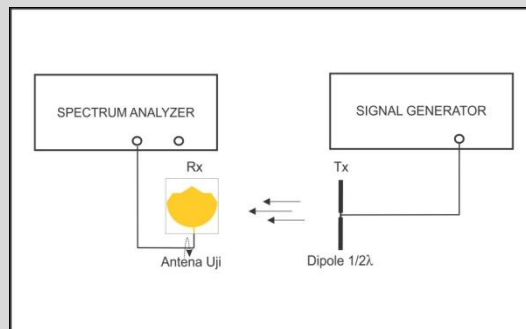 SPECTRUM ANALYZER
SIGNAL GENERATOR
Rx
Tx
Antena Uji
Dipole 1/2λ